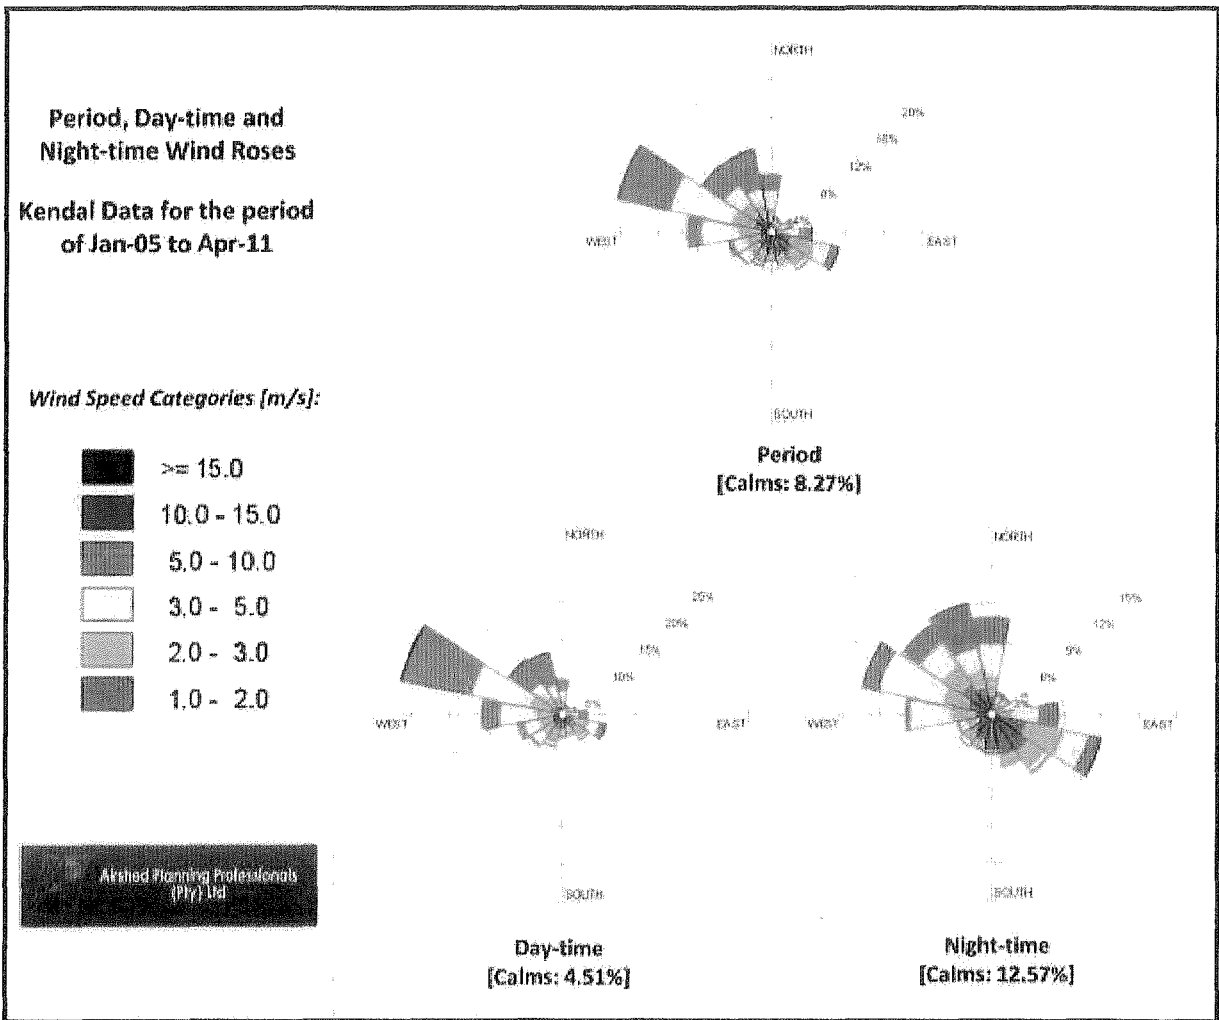 Period, Day-time and
Night-time Wind Roses
Kendal Data for the period
of Jan-05 to Apr-11
Wind Speed Categories [m/s]:
>= 15.0
10.0 - 15.0
5.0 - 10.0
3.0 - 5.0
2.0 - 3.0
1.0 - 2.0
Airshed Planning Professionals
(Pty) Ltd
NORTH
20%
16%
12%
8%
4%
WEST
EAST
SOUTH
Period
[Calms: 8.27%]
NORTH
25%
20%
15%
10%
5%
WEST
EAST
SOUTH
Day-time
[Calms: 4.51%]
NORTH
15%
12%
9%
6%
WEST
EAST
SOUTH
Night-time
[Calms: 12.57%]